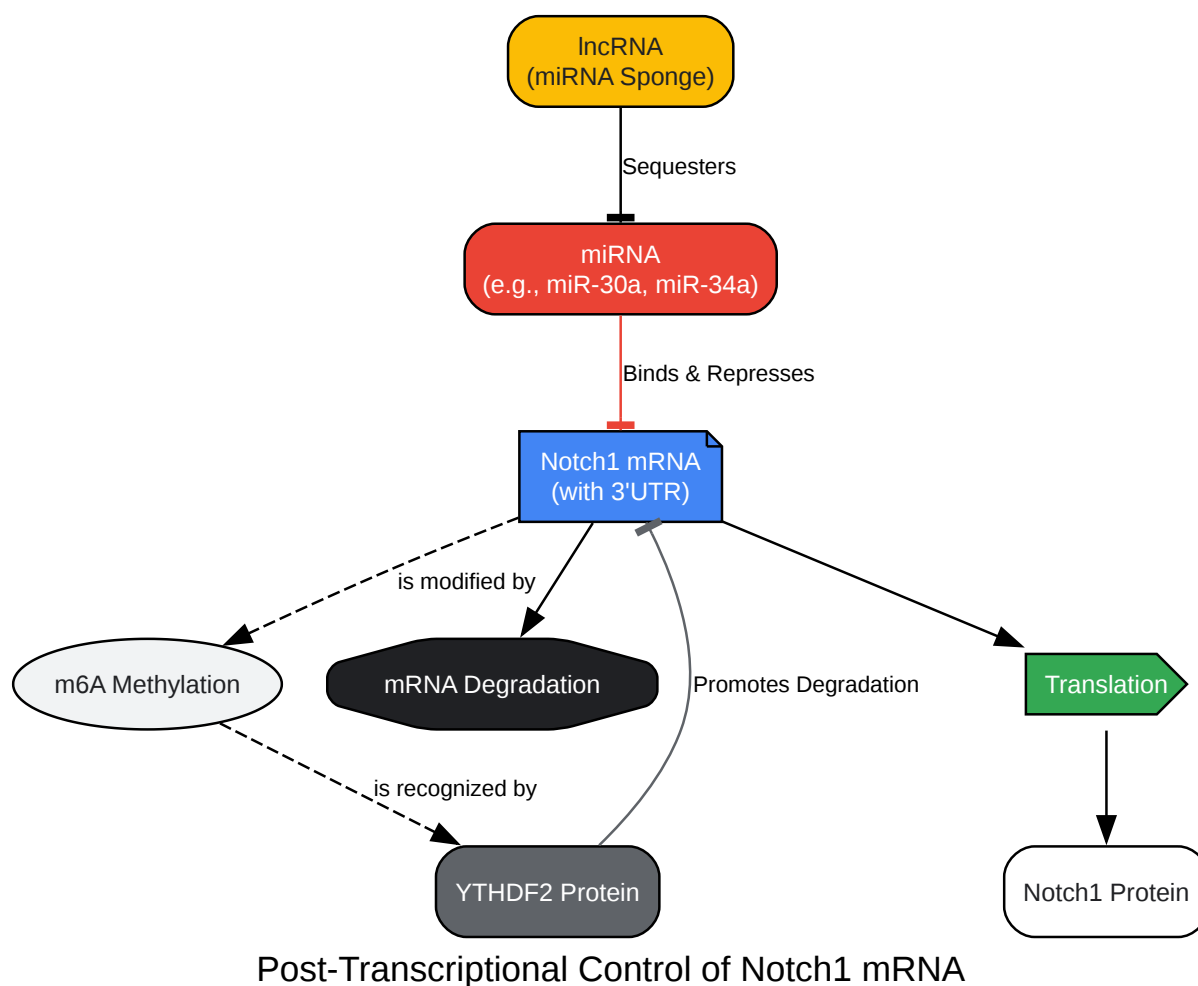 lncRNA
(miRNA Sponge)
Sequesters
miRNA
(e.g., miR-30a, miR-34a)
Binds & Represses
Notch1 mRNA
(with 3'UTR)
is modified by
m6A Methylation
mRNA Degradation
Promotes Degradation
Translation
is recognized by
YTHDF2 Protein
Notch1 Protein
Post-Transcriptional Control of Notch1 mRNA